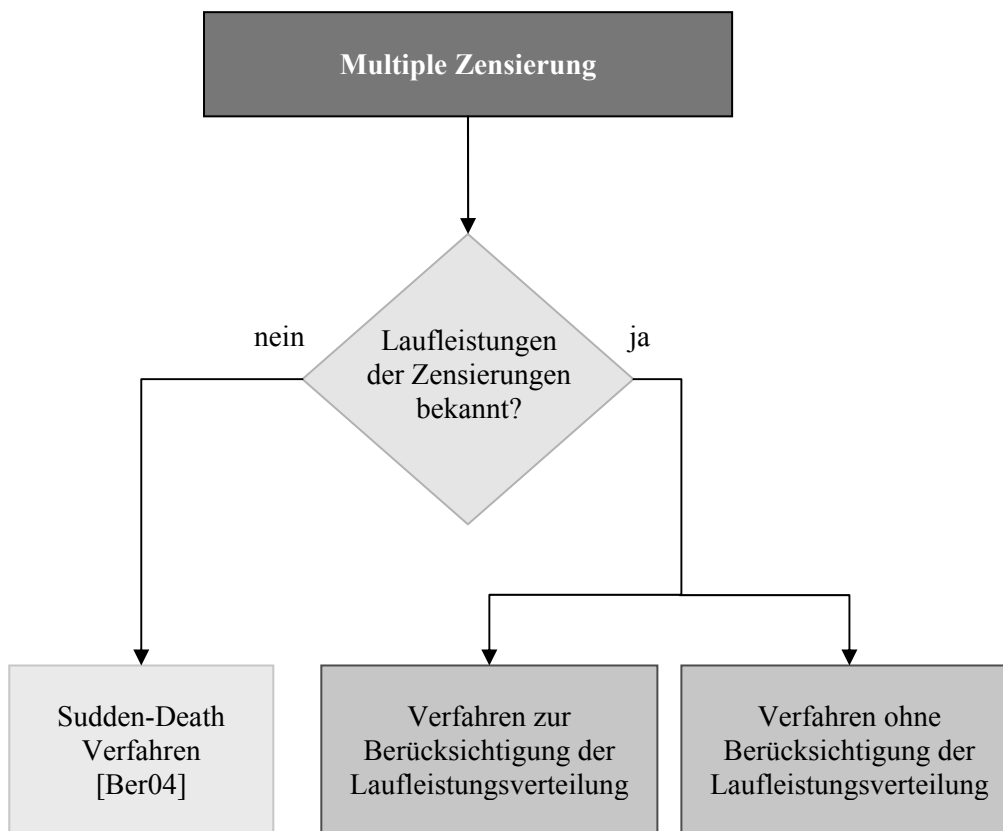 Multiple Zensierung
nein
Laufleistungen
der Zensierungen
bekannt?
ja
Sudden-Death
Verfahren
[Ber04]
Verfahren zur
Berücksichtigung der
Laufleistungsverteilung
Verfahren ohne
Berücksichtigung der
Laufleistungsverteilung